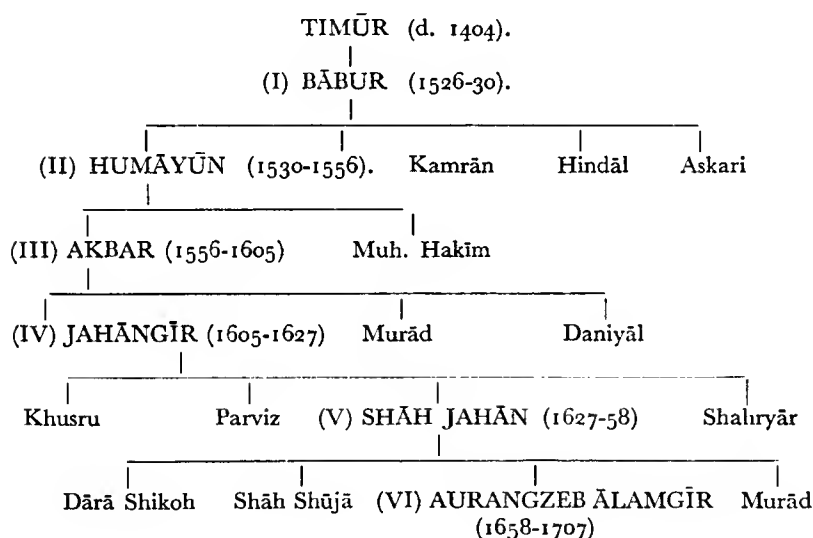 TIMŪR (d. 1404).
(I) BĀBUR (1526-30).
(II) HUMĀYŪN (1530-1556). Kamrān Hindāl Askari
(III) AKBAR (1556-1605) Muh. Hakīm
(IV) JAHĀNGĪR (1605-1627) Murād Daniyāl
Khusru Parviz (V) SHĀH JAHĀN (1627-58) Shahryār
Dārā Shikoh Shāh Shūjā (VI) AURANGZEB ĀLAMGĪR Murād
(1658-1707)